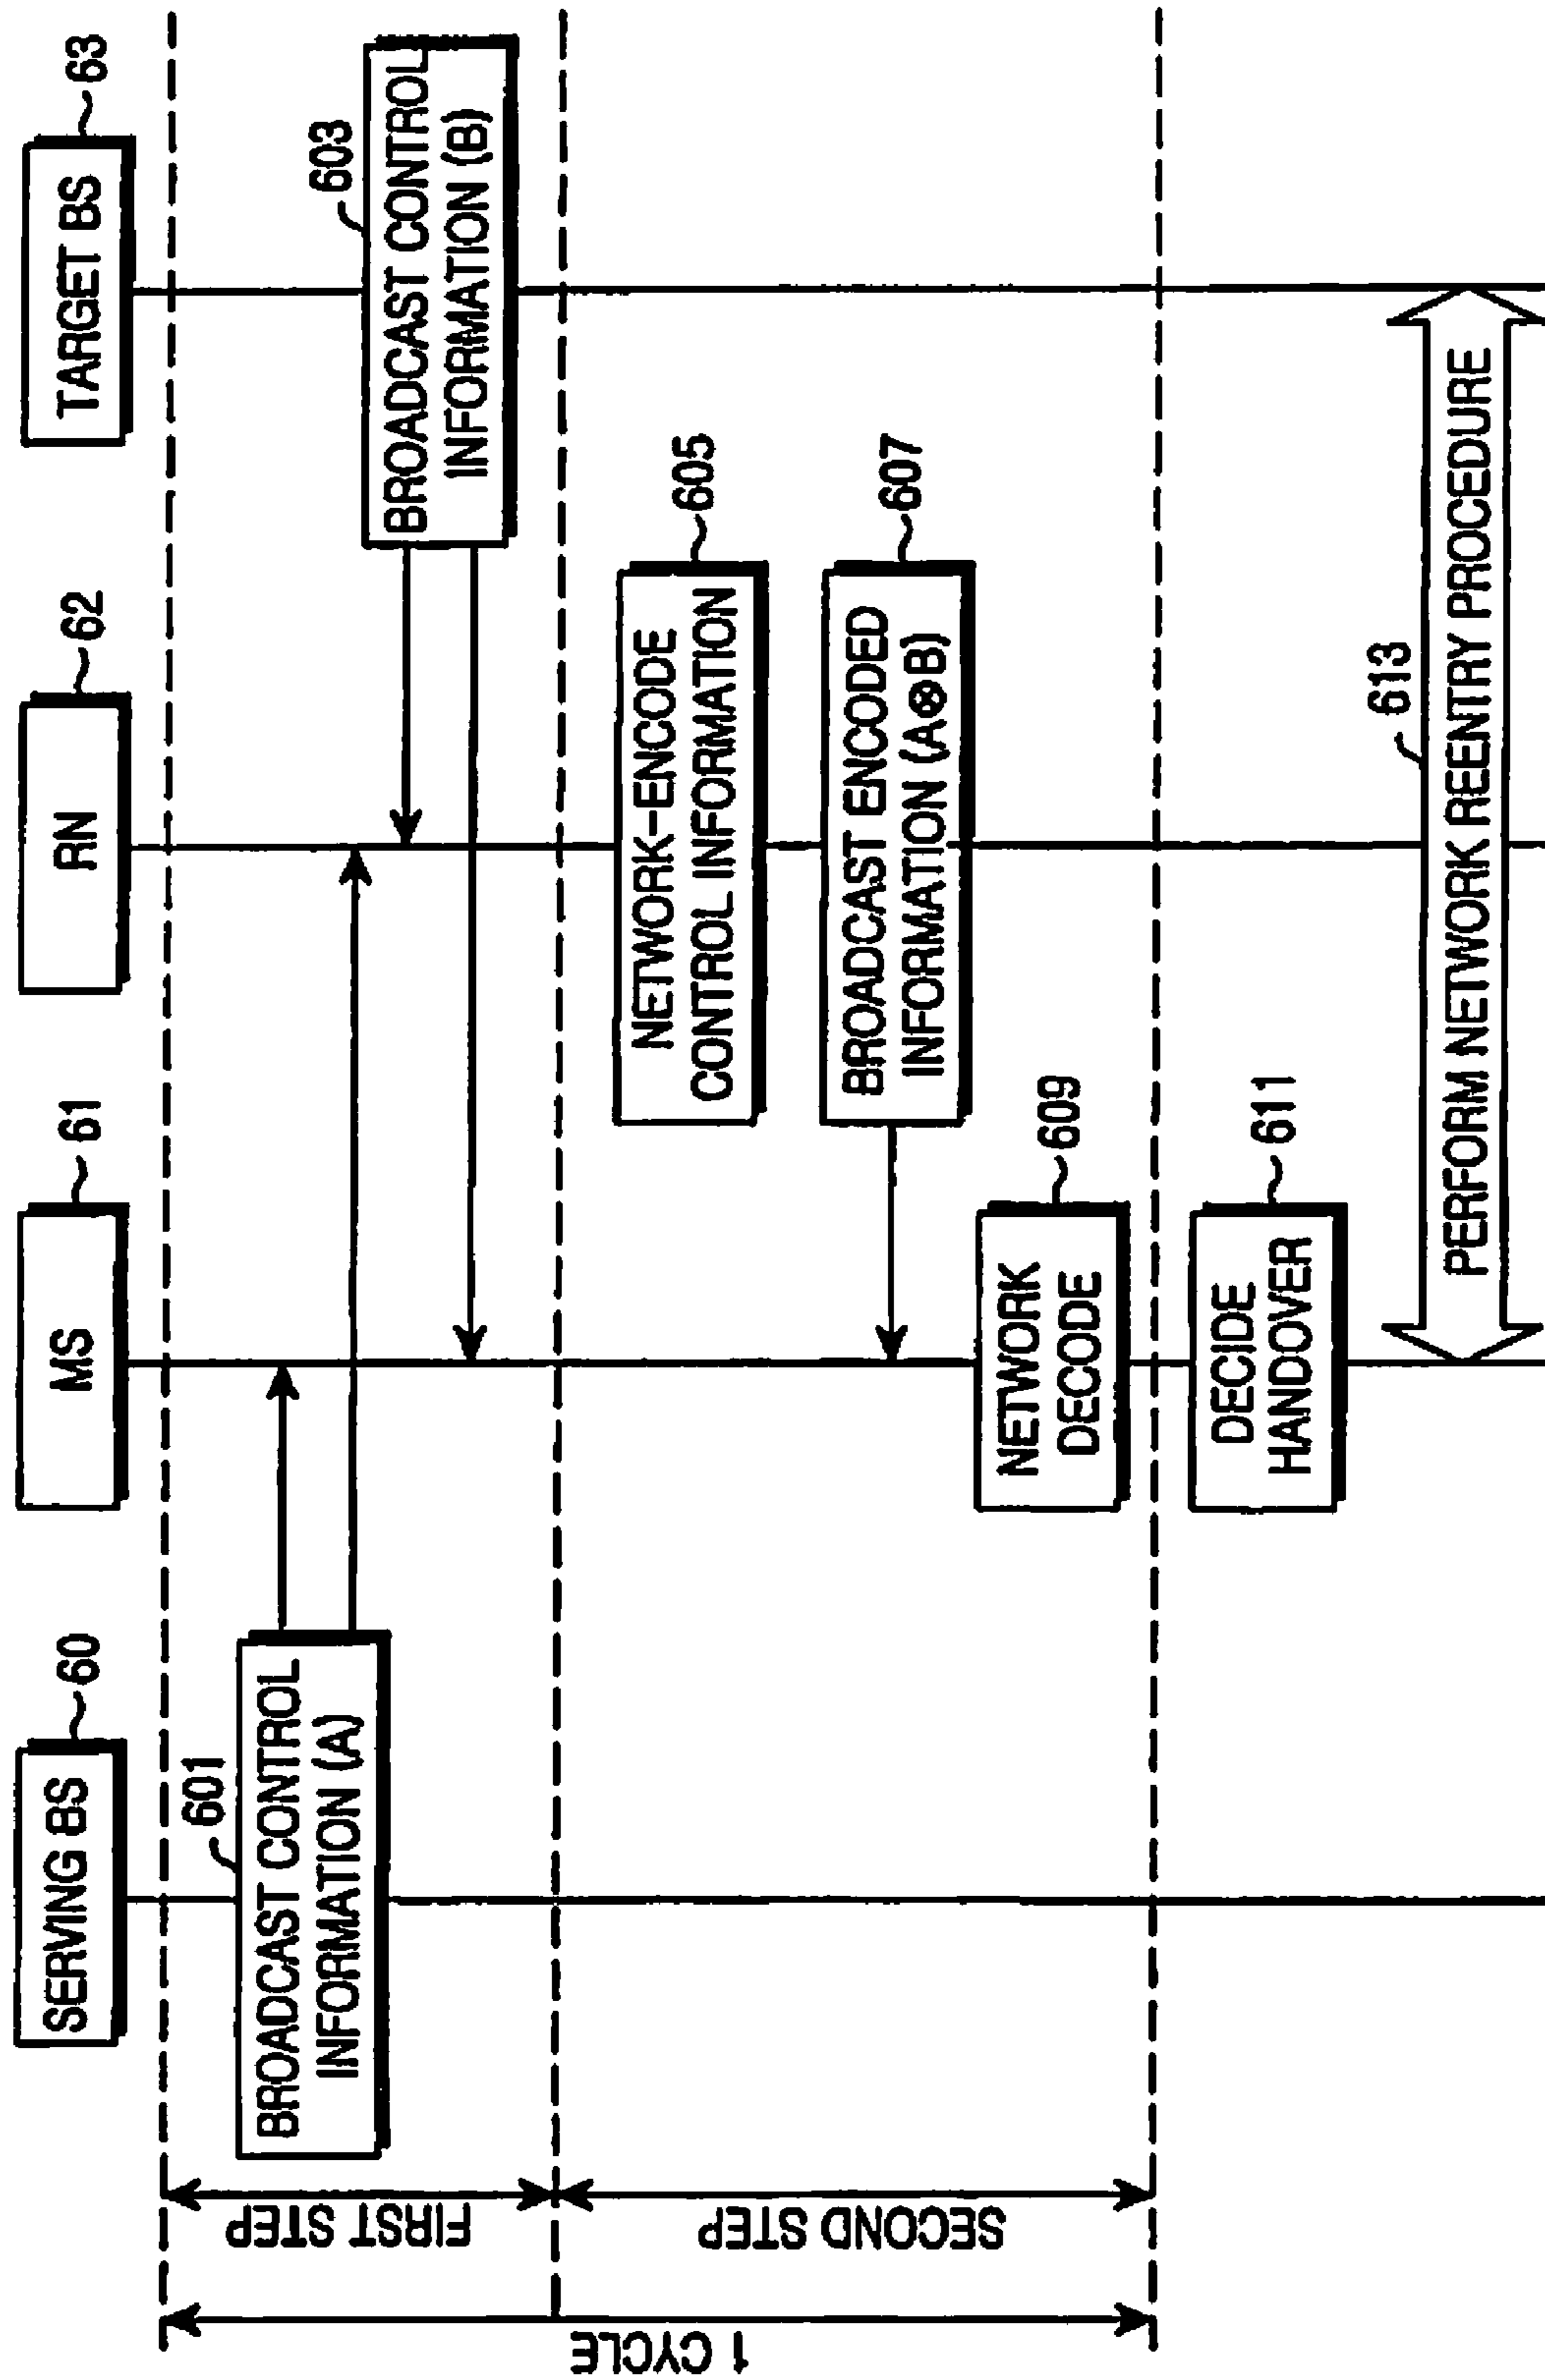 SERVING BS
60
MS
61
RN
62
TARGET BS
63
1 CYCLE
FIRST STEP
601
BROADCAST CONTROL
INFORMATION (A)
603
BROADCAST CONTROL
INFORMATION (B)
SECOND STEP
NETWORK-ENCODE
CONTROL INFORMATION
605
BROADCAST ENCODED
INFORMATION (A⊗B)
607
NETWORK
DECODE
609
DECIDE
HANDOVER
611
613
PERFORM NETWORK REENTRY PROCEDURE